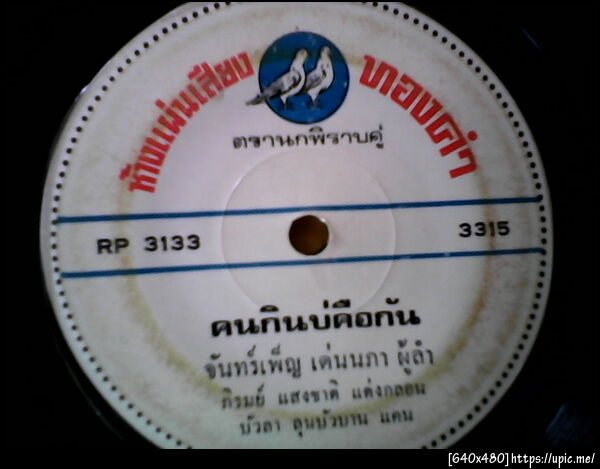 ห้างแผ่นเสียง ทองคำ
ตรานกพิราบคู่
RP 3133
3315
คนกินบ่คือกัน
จันทร์เพ็ญ เด่นนภา ผู้ลำ
ภิรมย์ แสงชาติ แต่งกลอน
บัวลา ลุนบัวบาน แคน
[640x480]https://upic.me/